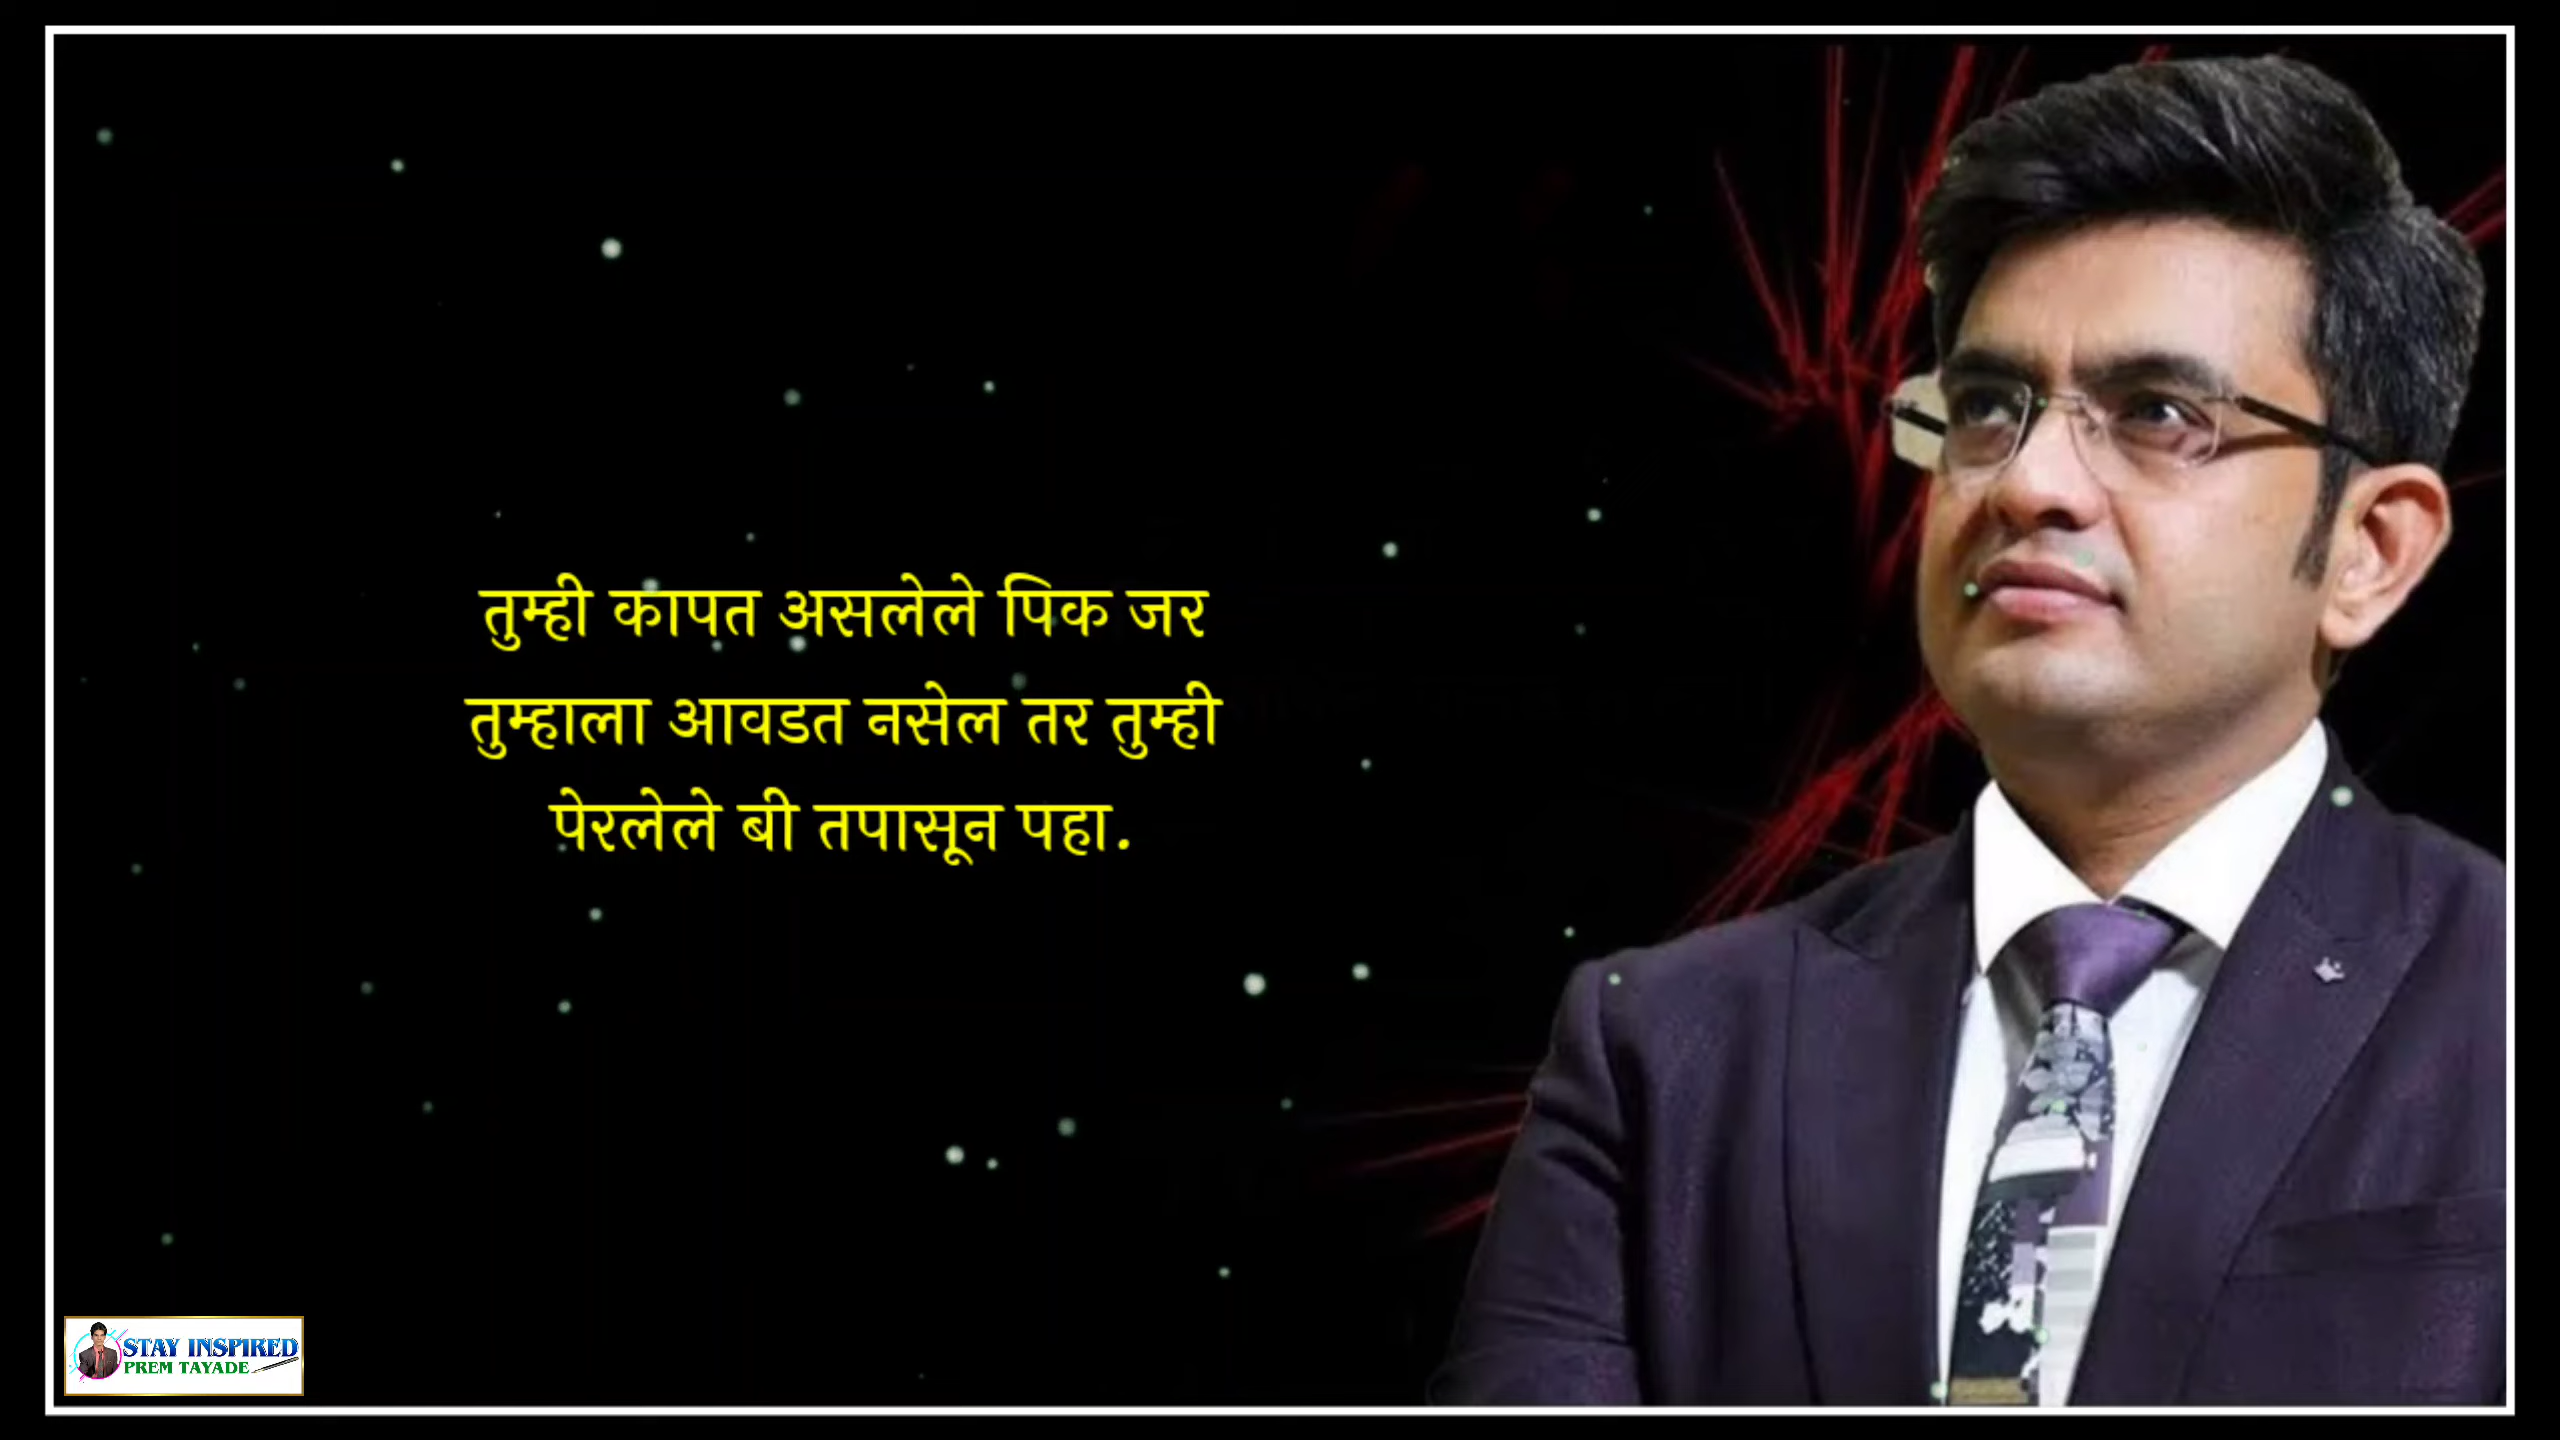 तुम्ही कापत असलेले पिक जर
तुम्हाला आवडत नसेल तर तुम्ही
पेरलेले बी तपासून पहा.
STAY INSPIRED
PREM TAYADE